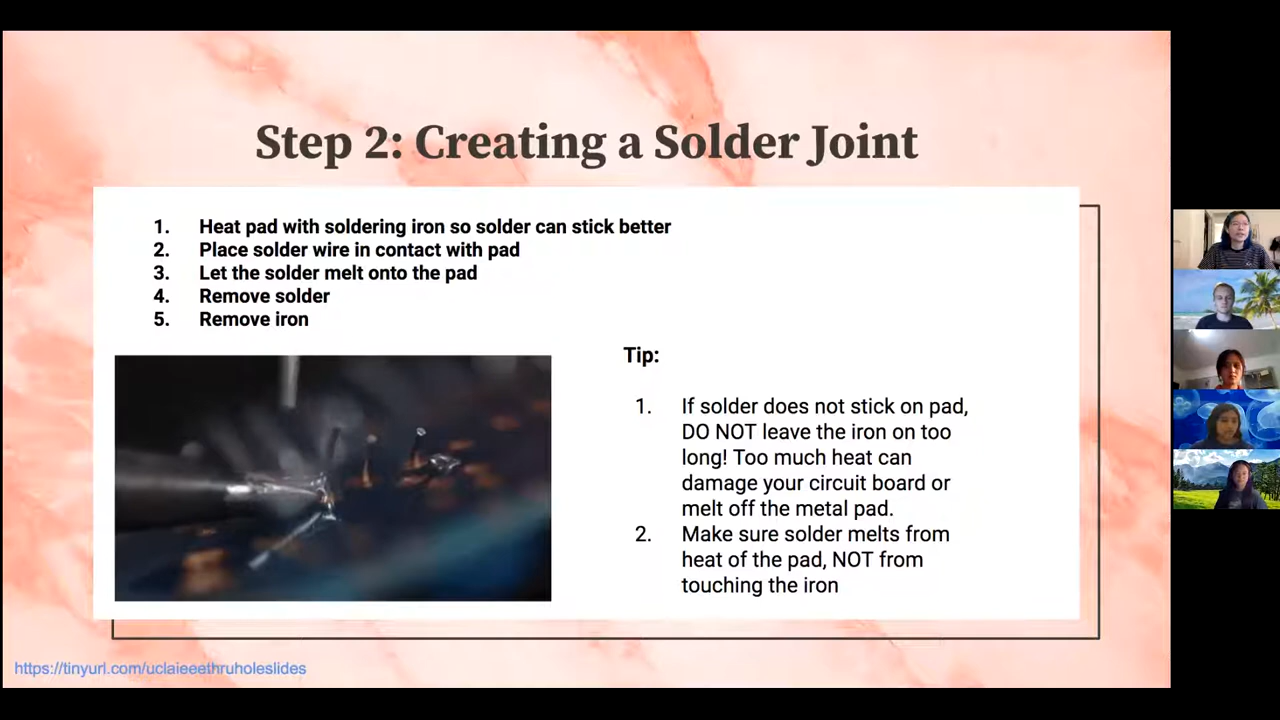 Step 2: Creating a Solder Joint
1. Heat pad with soldering iron so solder can stick better
2. Place solder wire in contact with pad
3. Let the solder melt onto the pad
4. Remove solder
5. Remove iron
Tip:
1. If solder does not stick on pad,
DO NOT leave the iron on too
long! Too much heat can
damage your circuit board or
melt off the metal pad.
2. Make sure solder melts from
heat of the pad, NOT from
touching the iron
https://tinyurl.com/uclaieeethruholeslides